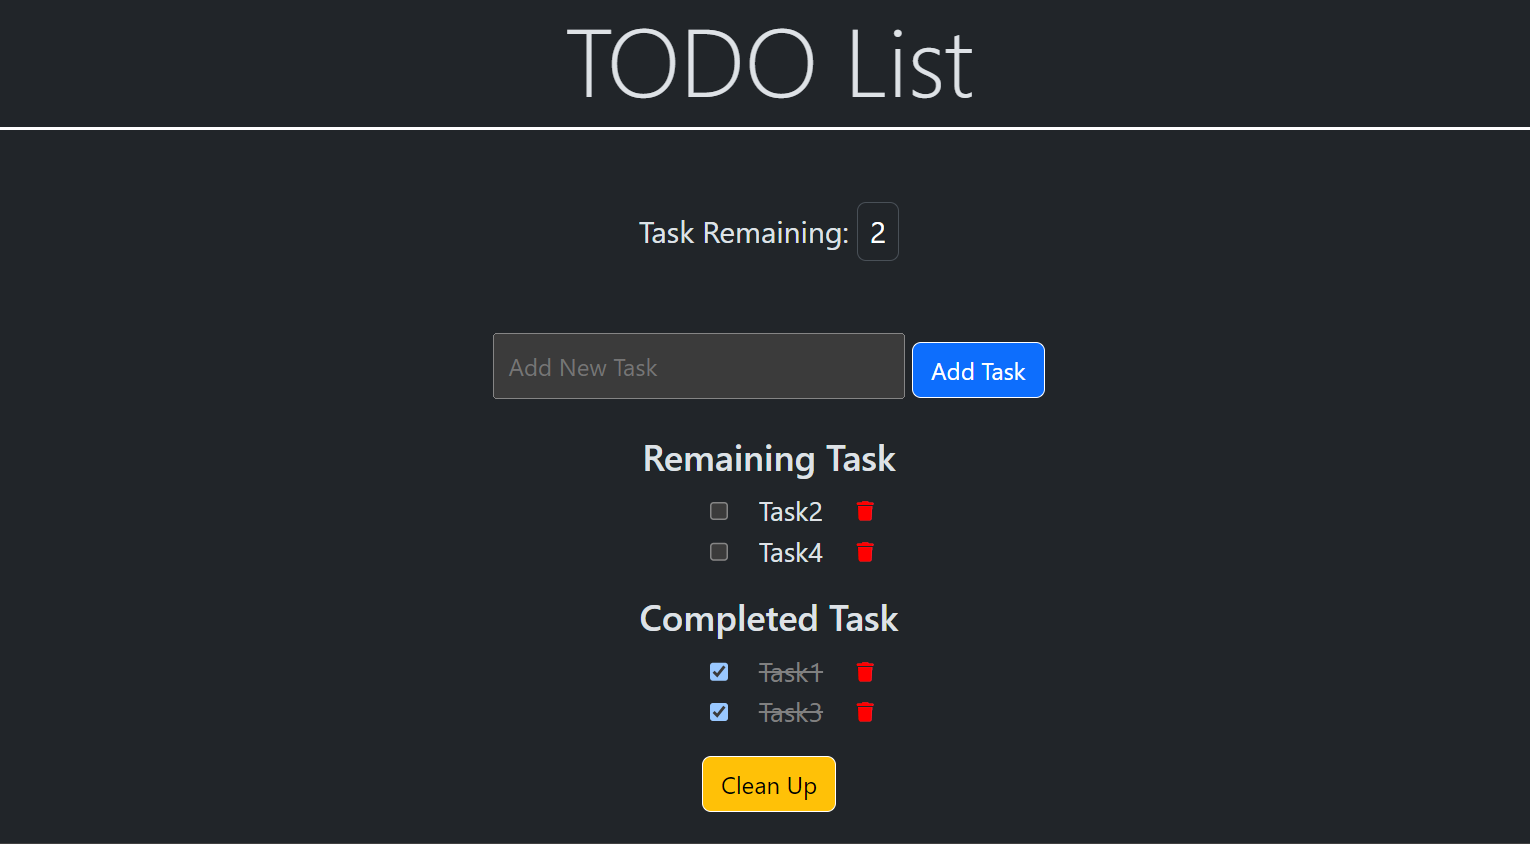 TODO List
Task Remaining: 2
Add New Task
Add Task
Remaining Task
Task2
Task4
Completed Task
Task1
Task3
Clean Up